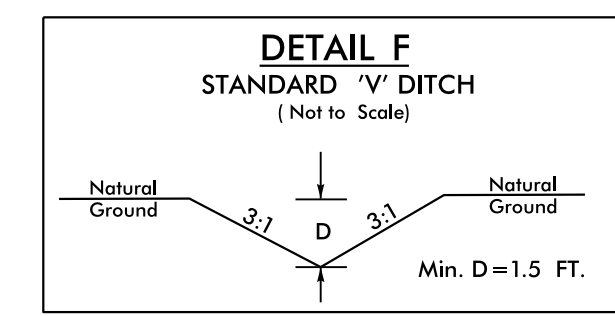 DETAIL F
STANDARD 'V' DITCH
( Not to Scale)
Natural
Ground
3:1
D
3:1
Natural
Ground
Min. D=1.5 FT.